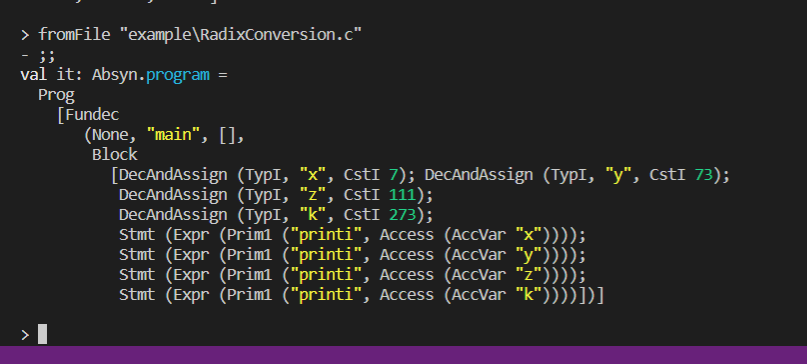 > fromFile "example\RadixConversion.c"
- ;;
val it: Absyn.program =
  Prog
    [Fundec
       (None, "main", [],
        Block
          [DecAndAssign (TypI, "x", CstI 7); DecAndAssign (TypI, "y", CstI 73);
           DecAndAssign (TypI, "z", CstI 111);
           DecAndAssign (TypI, "k", CstI 273);
           Stmt (Expr (Prim1 ("printi", Access (AccVar "x"))));
           Stmt (Expr (Prim1 ("printi", Access (AccVar "y"))));
           Stmt (Expr (Prim1 ("printi", Access (AccVar "z"))));
           Stmt (Expr (Prim1 ("printi", Access (AccVar "k"))))])]
>